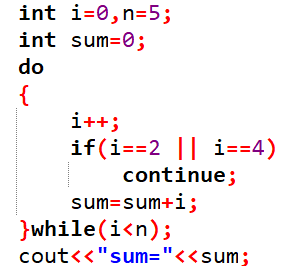 int i=0,n=5;
int sum=0;
do
{
i++;
if(i==2 || i==4)
continue;
sum=sum+i;
}while(i<n);
cout<<"sum="<<sum;